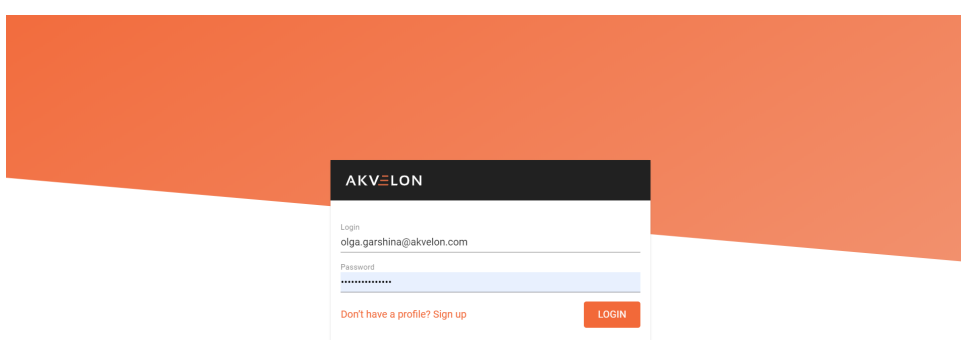 AKVELON
Login
olga.garshina@akvelon.com
Password
•••••••••••••••
Don't have a profile? Sign up
LOGIN